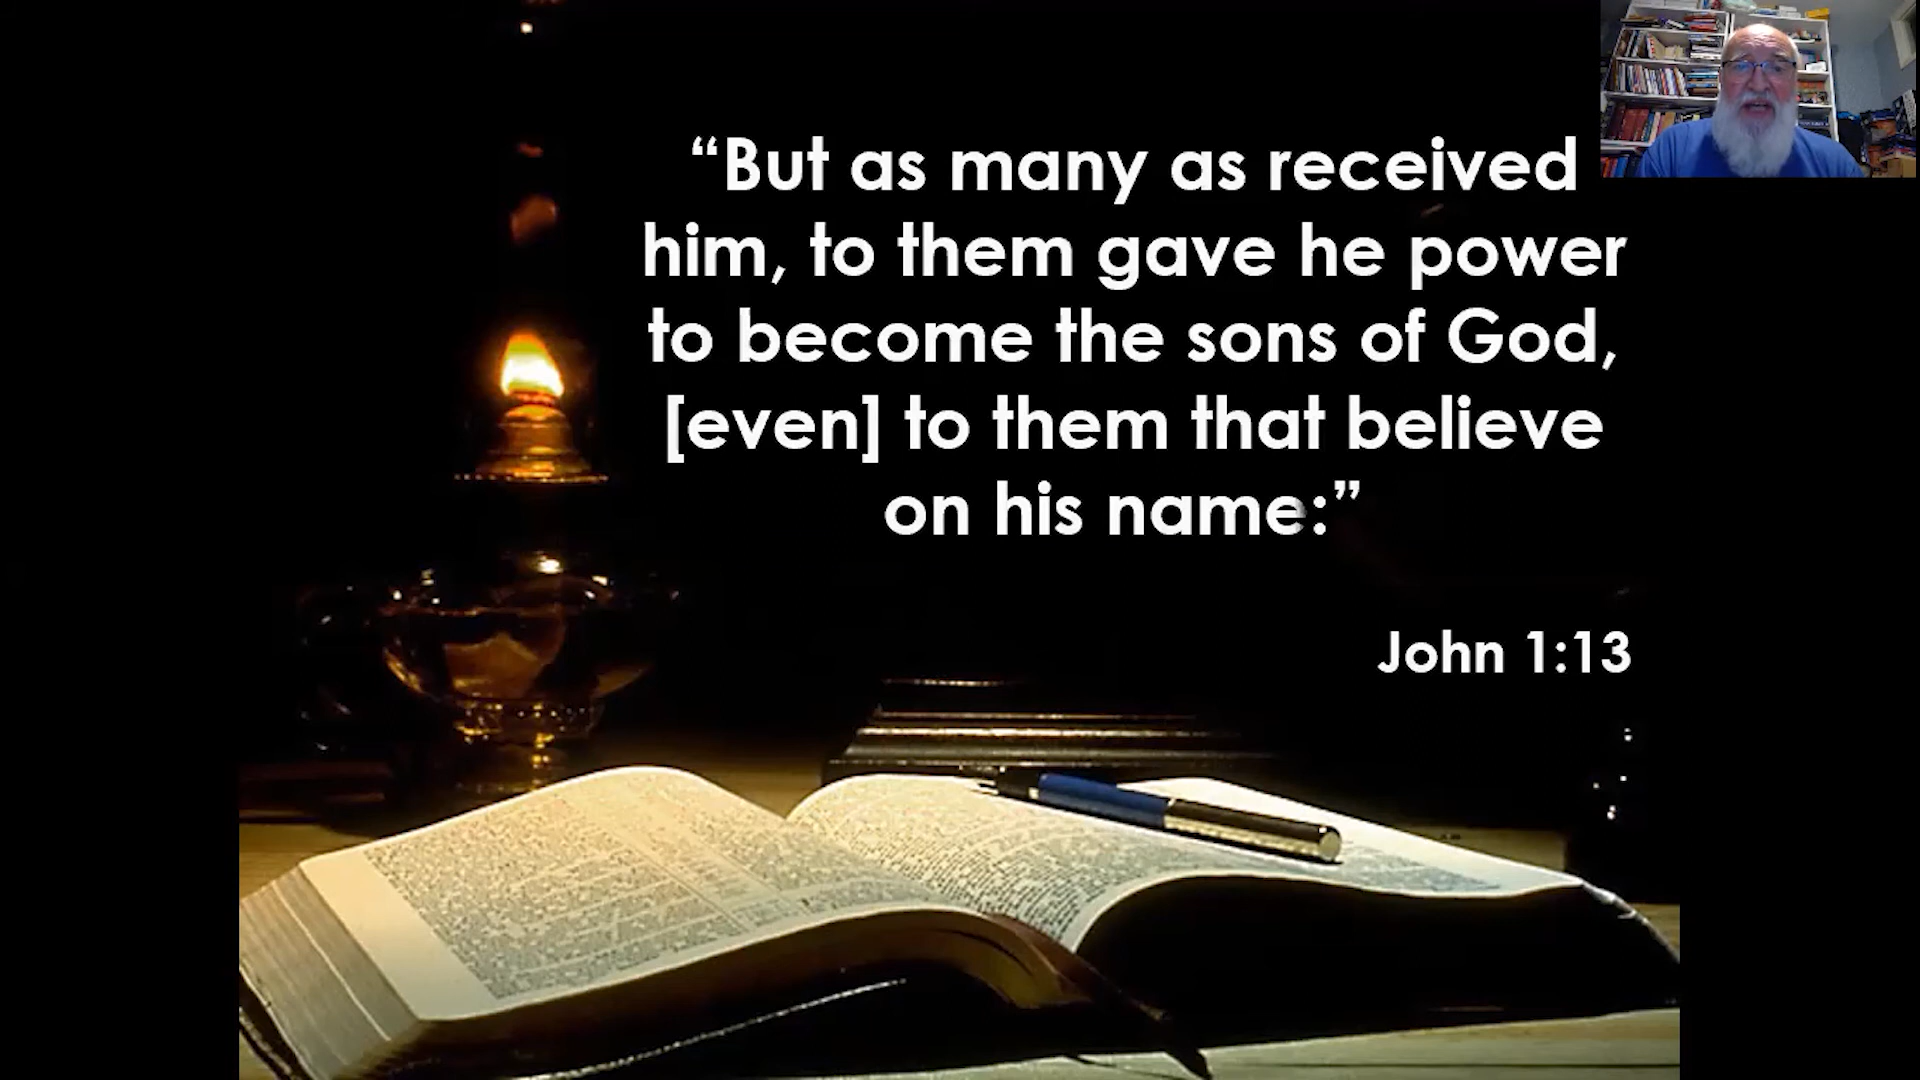 “But as many as received
him, to them gave he power
to become the sons of God,
[even] to them that believe
on his name:”
John 1:13